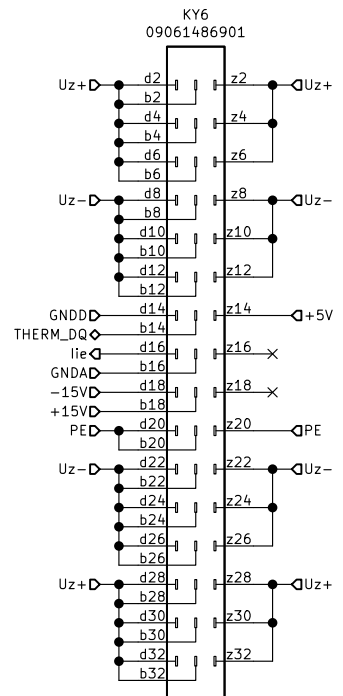 KY6
09061486901
Uz+ d2 z2 Uz+
b2
d4 z4
b4
d6 z6
b6
Uz- d8 z8 Uz-
b8
d10 z10
b10
d12 z12
b12
GNDD d14 z14 +5V
THERM_DQ b14
Iie d16 z16
GNDA b16
-15V d18 z18
+15V b18
PE d20 z20 PE
b20
Uz- d22 z22 Uz-
b22
d24 z24
b24
d26 z26
b26
Uz+ d28 z28 Uz+
b28
d30 z30
b30
d32 z32
b32